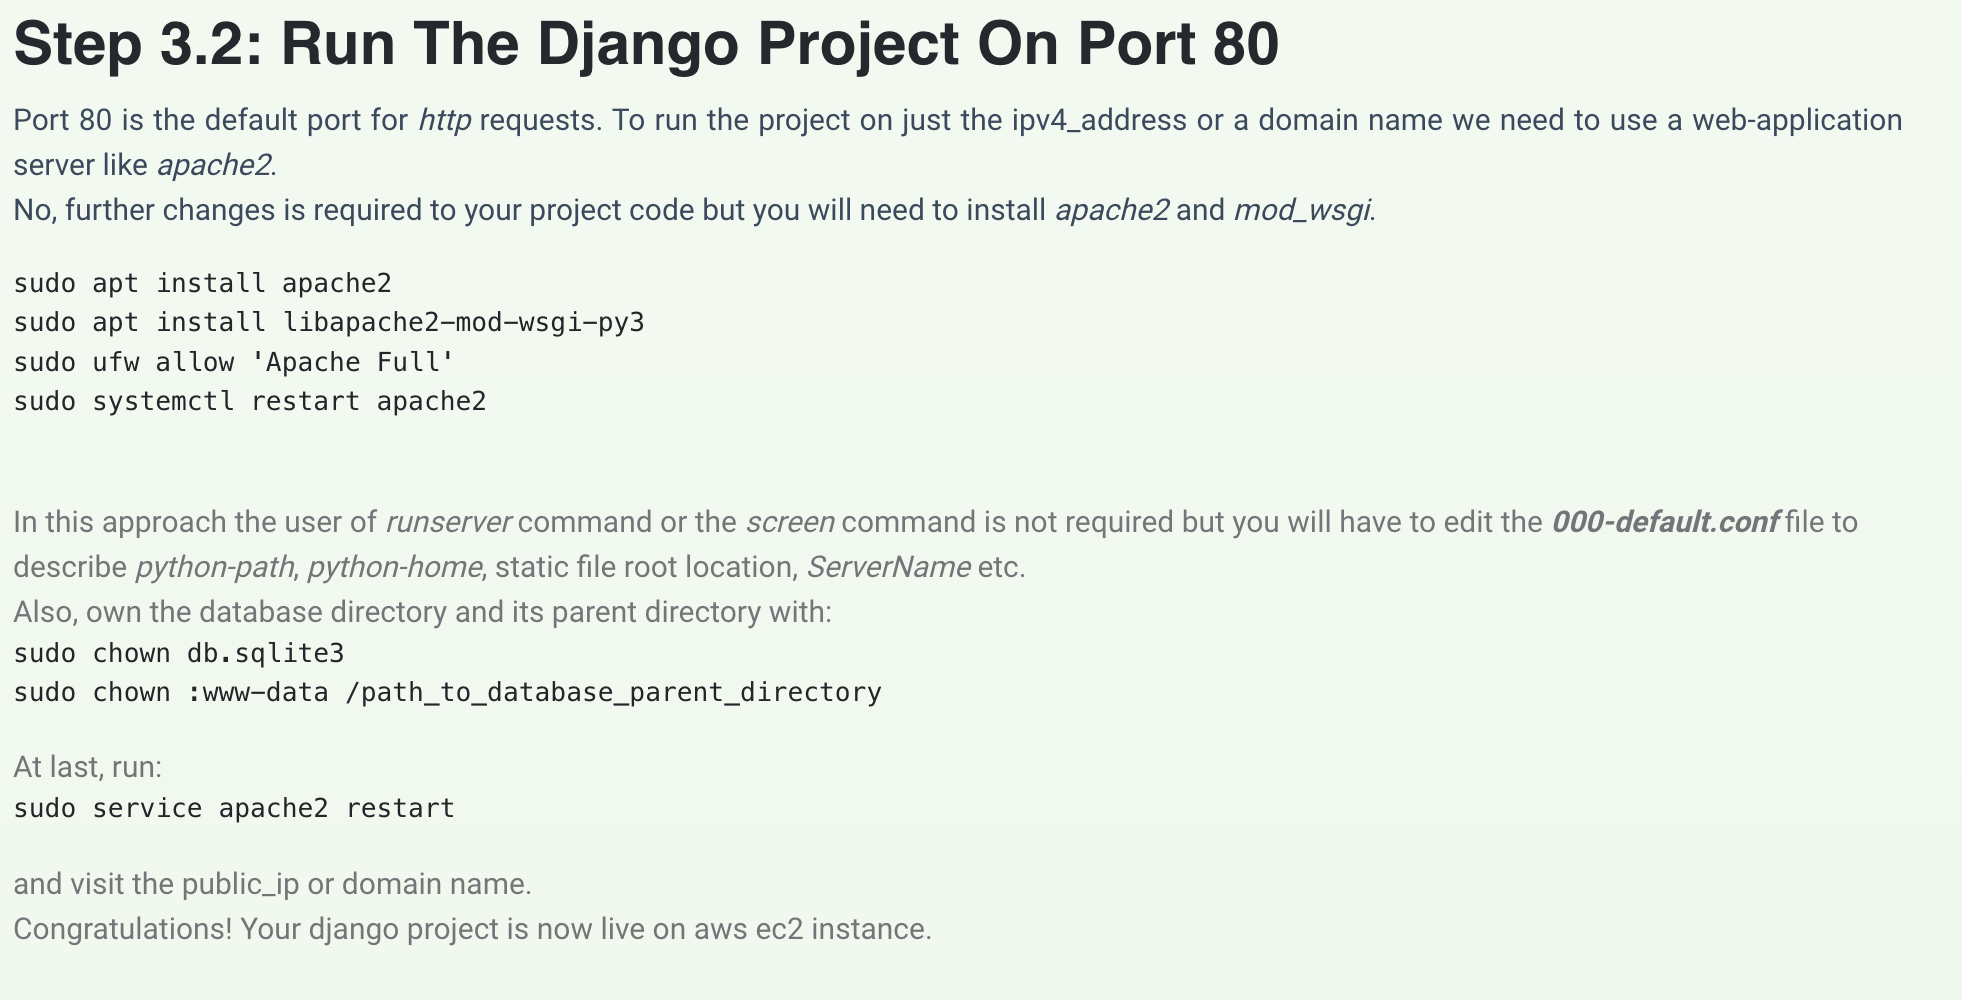 Step 3.2: Run The Django Project On Port 80
Port 80 is the default port for http requests. To run the project on just the ipv4_address or a domain name we need to use a web-application
server like apache2.
No, further changes is required to your project code but you will need to install apache2 and mod_wsgi.
sudo apt install apache2
sudo apt install libapache2-mod-wsgi-py3
sudo ufw allow 'Apache Full'
sudo systemctl restart apache2
In this approach the user of runserver command or the screen command is not required but you will have to edit the 000-default.conf file to
describe python-path, python-home, static file root location, ServerName etc.
Also, own the database directory and its parent directory with:
sudo chown db.sqlite3
sudo chown :www-data /path_to_database_parent_directory
At last, run:
sudo service apache2 restart
and visit the public_ip or domain name.
Congratulations! Your django project is now live on aws ec2 instance.